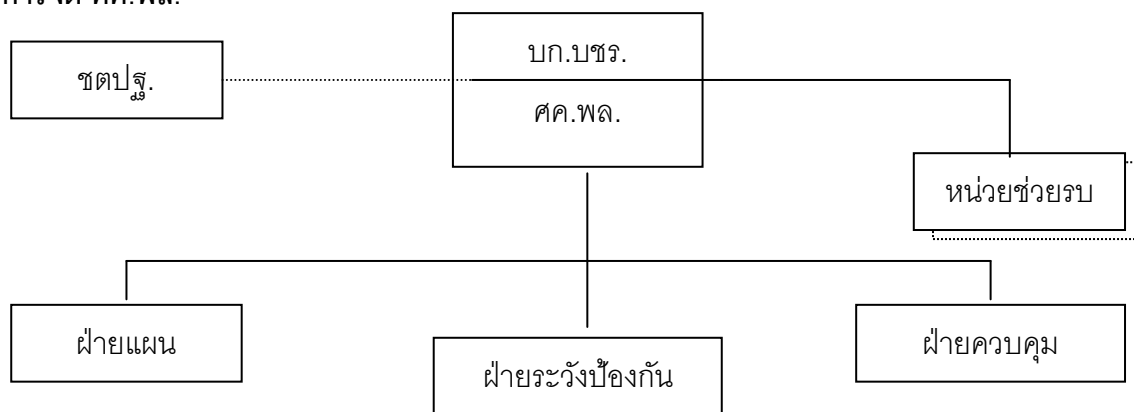 บก.บชร.
ชตปฐ.
ศค.พล.
หน่วยช่วยรบ
ฝ่ายแผน
ฝ่ายควบคุม
ฝ่ายระวังป้องกัน